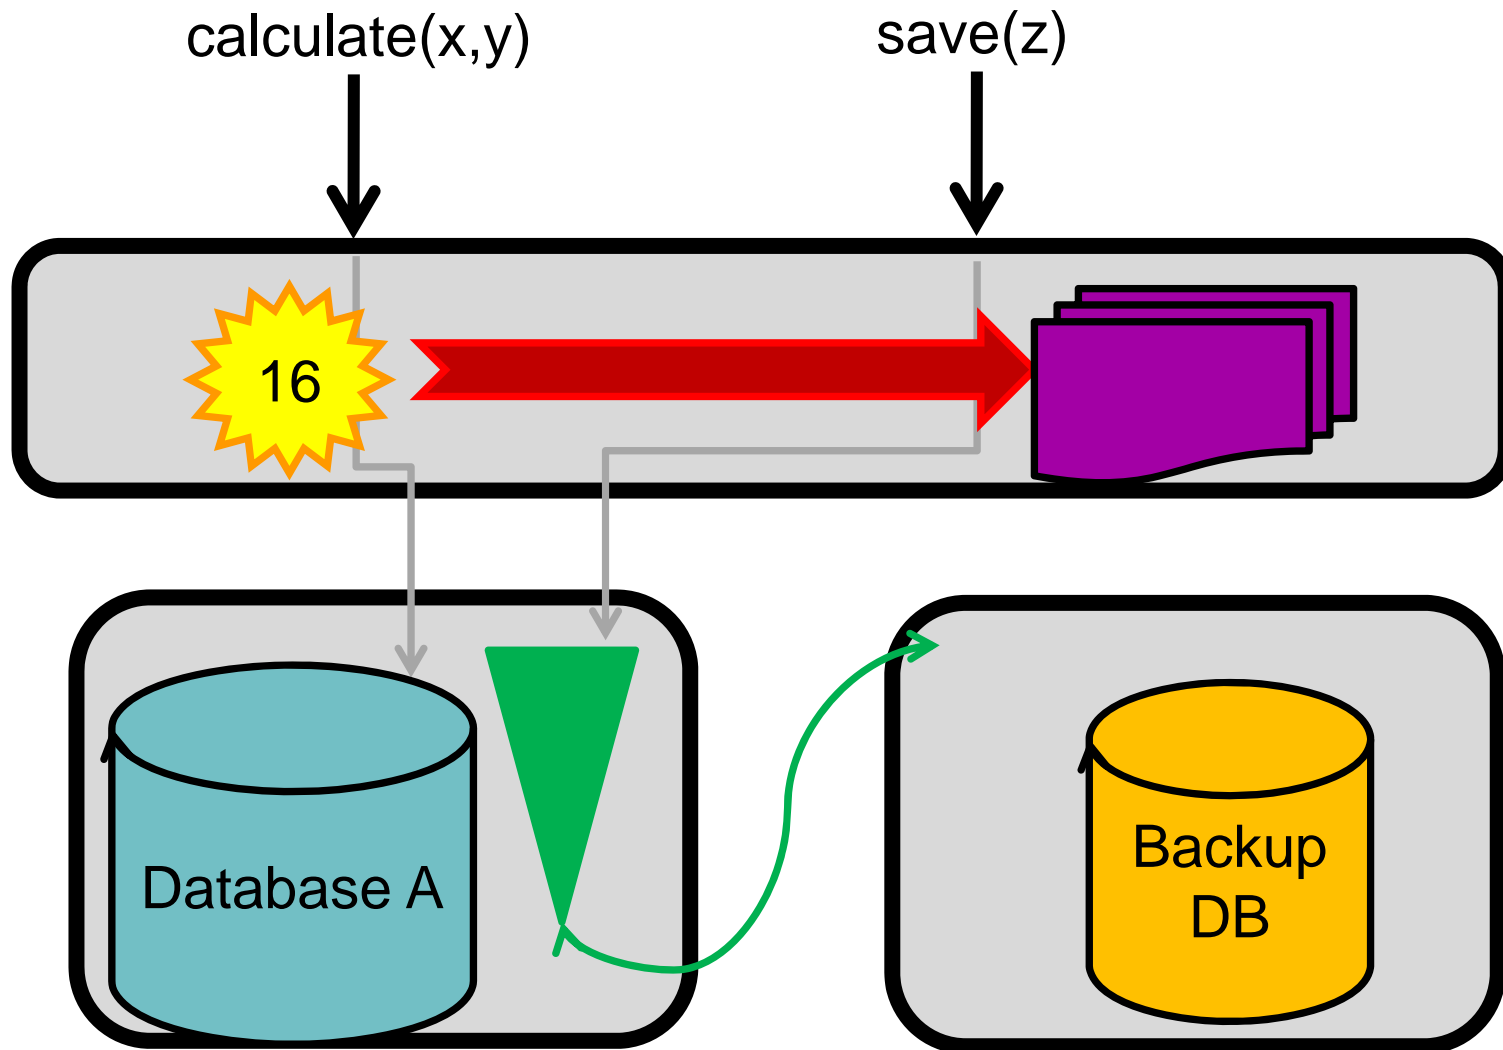 calculate(x,y)
save(z)
16
Database A
Backup
DB